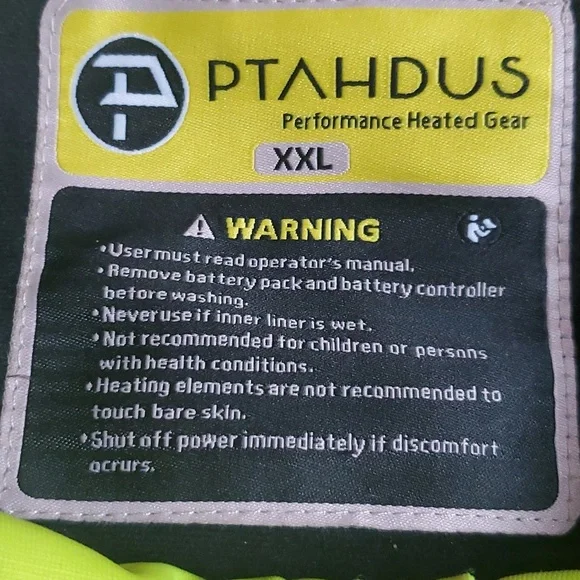 PTAHDUS
Performance Heated Gear
XXL
WARNING
•User must read operator's manual.
•Remove battery pack and battery controller
before washing.
•Never use if inner liner is wet.
•Not recommended for children or persons
with health conditions.
•Heating elements are not recommended to
touch bare skin.
•Shut off power immediately if discomfort
ocrurs.